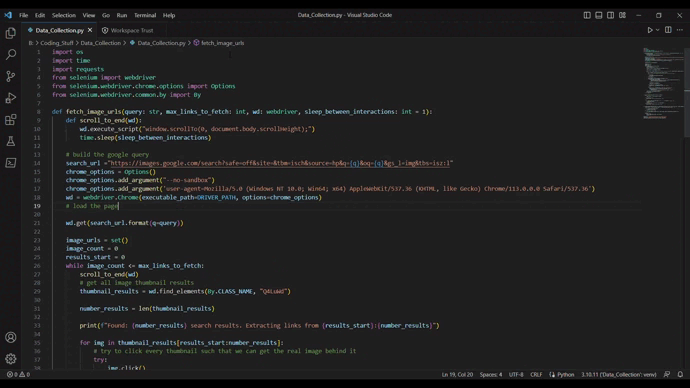 File Edit Selection View Go Run Terminal Help
Data_Collection.py - Visual Studio Code
Data_Collection.py
Workspace Trust
B: > Coding_Stuff > Data_Collection > Data_Collection.py > fetch_image_urls
1 import os
2 import time
3 import requests
4 from selenium import webdriver
5 from selenium.webdriver.chrome.options import Options
6 from selenium.webdriver.common.by import By
7
8 def fetch_image_urls(query: str, max_links_to_fetch: int, wd: webdriver, sleep_between_interactions: int = 1):
9 def scroll_to_end(wd):
10 wd.execute_script("window.scrollTo(0, document.body.scrollHeight);")
11 time.sleep(sleep_between_interactions)
12
13 # build the google query
14 search_url ="https://images.google.com/search?safe=off&site=&tbm=isch&source=hp&q={q}&oq={q}&gs_l=img&tbs=isz:l"
15 chrome_options = Options()
16 chrome_options.add_argument("--no-sandbox")
17 chrome_options.add_argument('user-agent=Mozilla/5.0 (Windows NT 10.0; Win64; x64) AppleWebKit/537.36 (KHTML, like Gecko) Chrome/113.0.0.0 Safari/537.36')
18 wd = webdriver.Chrome(executable_path=DRIVER_PATH, options=chrome_options)
19 # load the page
20
21 wd.get(search_url.format(q=query))
22
23 image_urls = set()
24 image_count = 0
25 results_start = 0
26 while image_count <= max_links_to_fetch:
27 scroll_to_end(wd)
28 # get all image thumbnail results
29 thumbnail_results = wd.find_elements(By.CLASS_NAME, "Q4LuWd")
30
31 number_results = len(thumbnail_results)
32
33 print(f"Found: {number_results} search results. Extracting links from {results_start}:{number_results}")
34
35 for img in thumbnail_results[results_start:number_results]:
36 # try to click every thumbnail such that we can get the real image behind it
37 try:
38 img.click()
0 0
Ln 19, Col 20 Spaces: 4 UTF-8 CRLF Python 3.10.11 ('Data_Collection': venv)